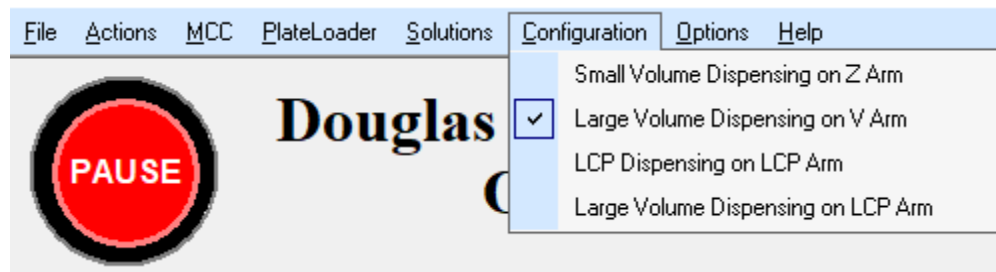 File Actions MCC PlateLoader Solutions Configuration Options Help
Small Volume Dispensing on Z Arm
Large Volume Dispensing on V Arm
LCP Dispensing on LCP Arm
Large Volume Dispensing on LCP Arm
PAUSE
Douglas